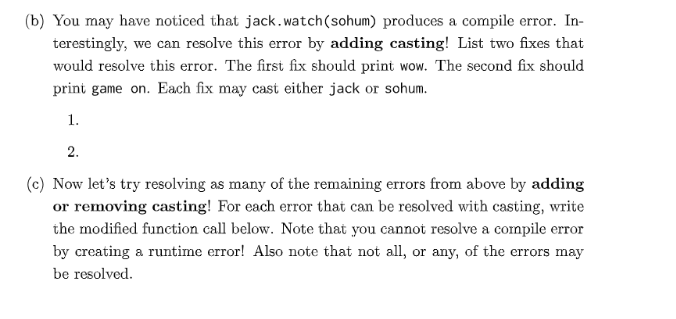 (b) You may have noticed that jack.watch(sohum) produces a compile error. In-
terestingly, we can resolve this error by adding casting! List two fixes that
would resolve this error. The first fix should print wow. The second fix should
print game on. Each fix may cast either jack or sohum.
1.
2.
(c) Now let's try resolving as many of the remaining errors from above by adding
or removing casting! For each error that can be resolved with casting, write
the modified function call below. Note that you cannot resolve a compile error
by creating a runtime error! Also note that not all, or any, of the errors may
be resolved.